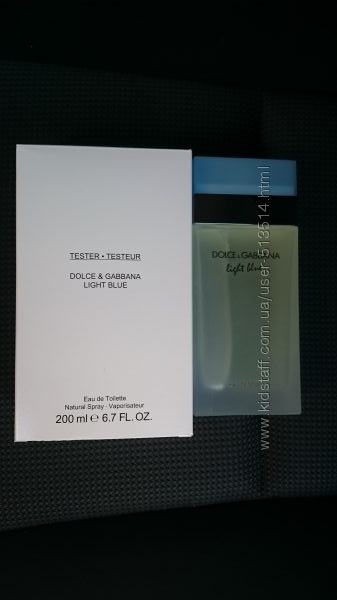 TESTER • TESTEUR
DOLCE & GABBANA
LIGHT BLUE
Eau de Toilette
Natural Spray · Vaporisateur
200 ml ℮ 6.7 FL. OZ.
DOLCE & GABBANA
light blue
www.kidstaff.com.ua/user-513514.html